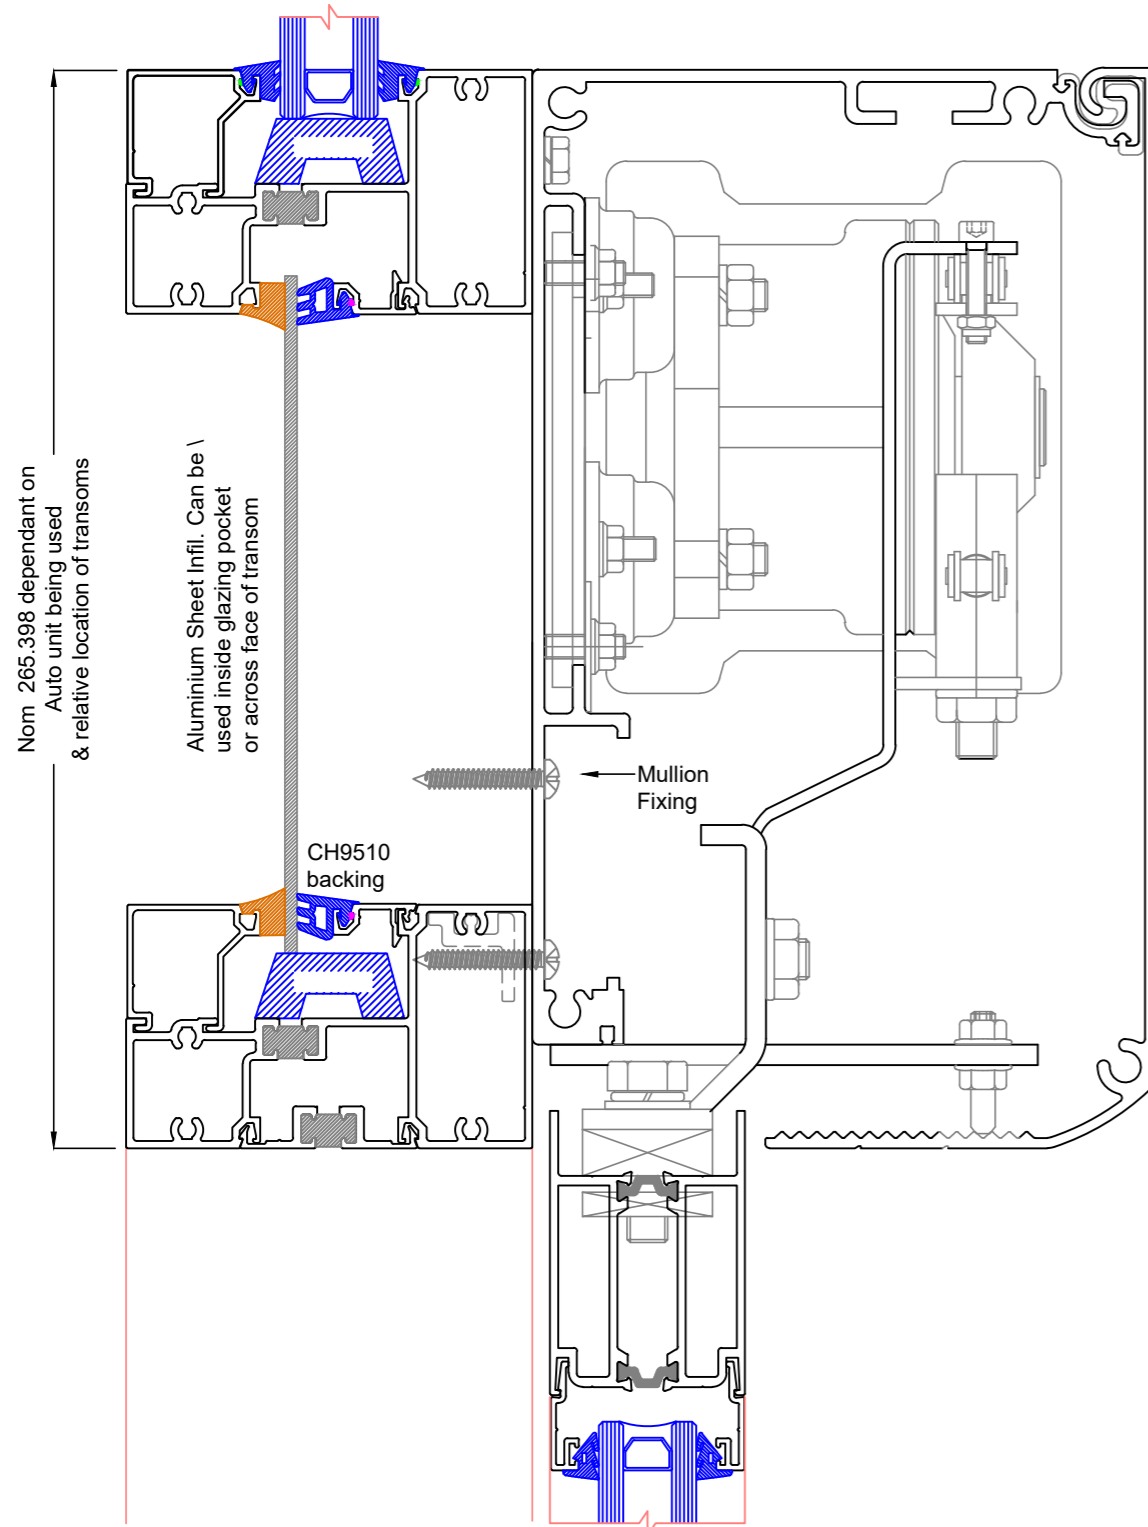 Nom 265.398 dependant on
Auto unit being used
& relative location of transoms
Aluminium Sheet Infil. Can be \
used inside glazing pocket
or across face of transom
Mullion
Fixing
CH9510
backing